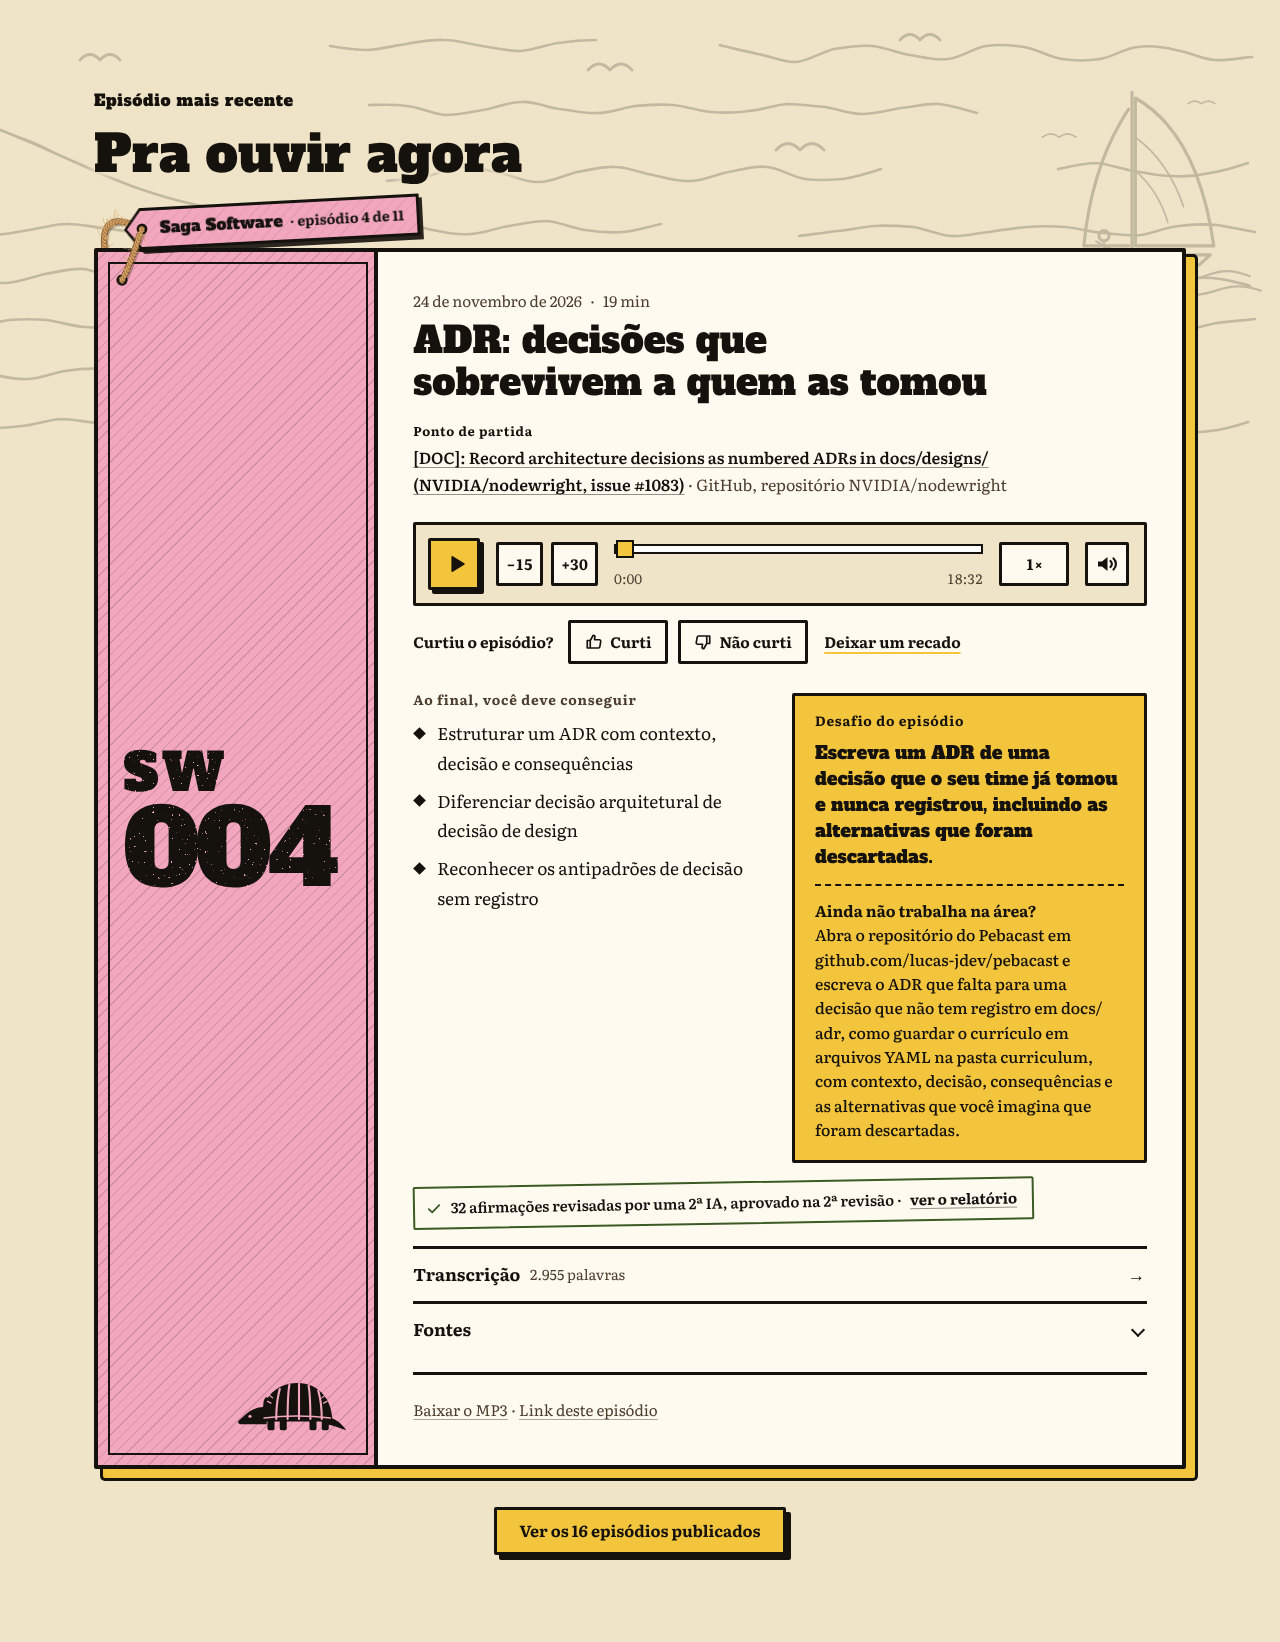 Episódio mais recente
Pra ouvir agora
Saga Software · episódio 4 de 11
SW
004
24 de novembro de 2026 · 19 min
ADR: decisões que
sobrevivem a quem as tomou
Ponto de partida
[DOC]: Record architecture decisions as numbered ADRs in docs/designs/
(NVIDIA/nodewright, issue #1083) · GitHub, repositório NVIDIA/nodewright
−15 +30 1×
0:00 18:32
Curtiu o episódio? Curti Não curti Deixar um recado
Ao final, você deve conseguir
Estruturar um ADR com contexto,
decisão e consequências
Diferenciar decisão arquitetural de
decisão de design
Reconhecer os antipadrões de decisão
sem registro
Desafio do episódio
Escreva um ADR de uma
decisão que o seu time já tomou
e nunca registrou, incluindo as
alternativas que foram
descartadas.
Ainda não trabalha na área?
Abra o repositório do Pebacast em
github.com/lucas-jdev/pebacast e
escreva o ADR que falta para uma
decisão que não tem registro em docs/
adr, como guardar o currículo em
arquivos YAML na pasta curriculum,
com contexto, decisão, consequências e
as alternativas que você imagina que
foram descartadas.
32 afirmações revisadas por uma 2ª IA, aprovado na 2ª revisão · ver o relatório
Transcrição 2.955 palavras →
Fontes
Baixar o MP3 · Link deste episódio
Ver os 16 episódios publicados